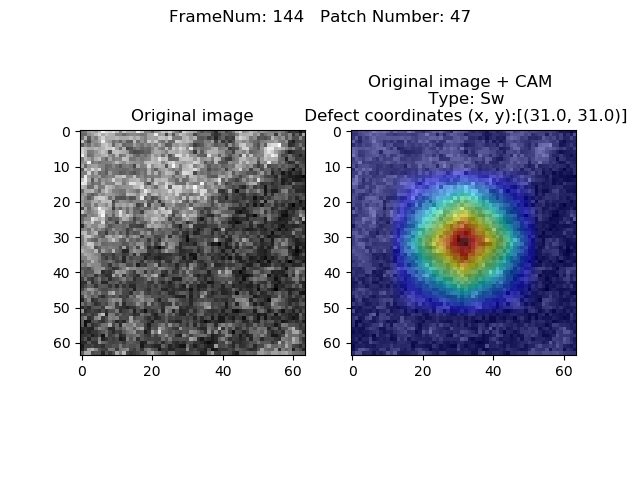 FrameNum: 144   Patch Number: 47
Original image
0
10
20
30
40
50
60
0 20 40 60
Original image + CAM
Type: Sw
Defect coordinates (x, y):[(31.0, 31.0)]
0
10
20
30
40
50
60
0 20 40 60